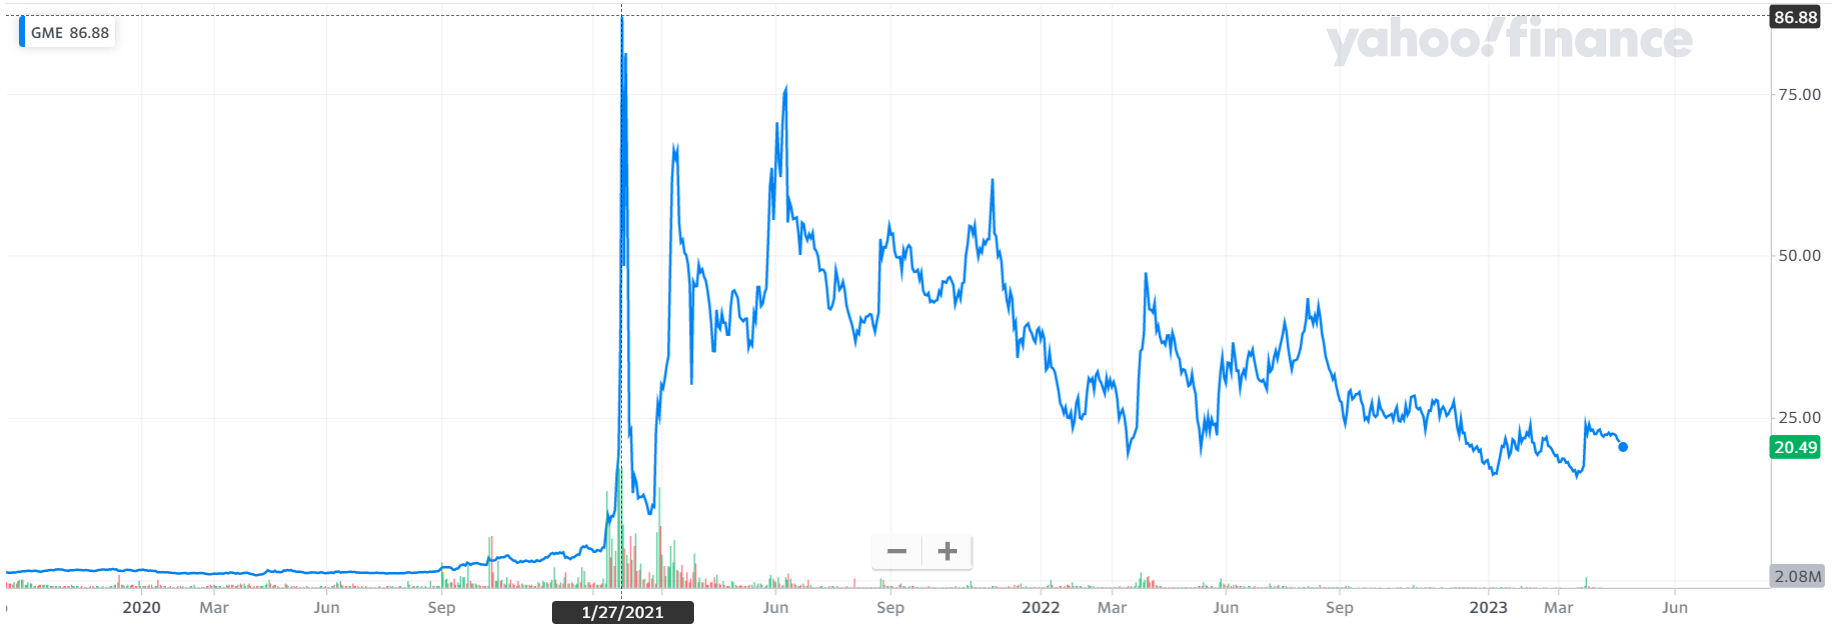 GME 86.88
yahoo!finance
86.88
75.00
50.00
25.00
20.49
2.08M
2020 Mar Jun Sep 1/27/2021 Jun Sep 2022 Mar Jun Sep 2023 Mar Jun